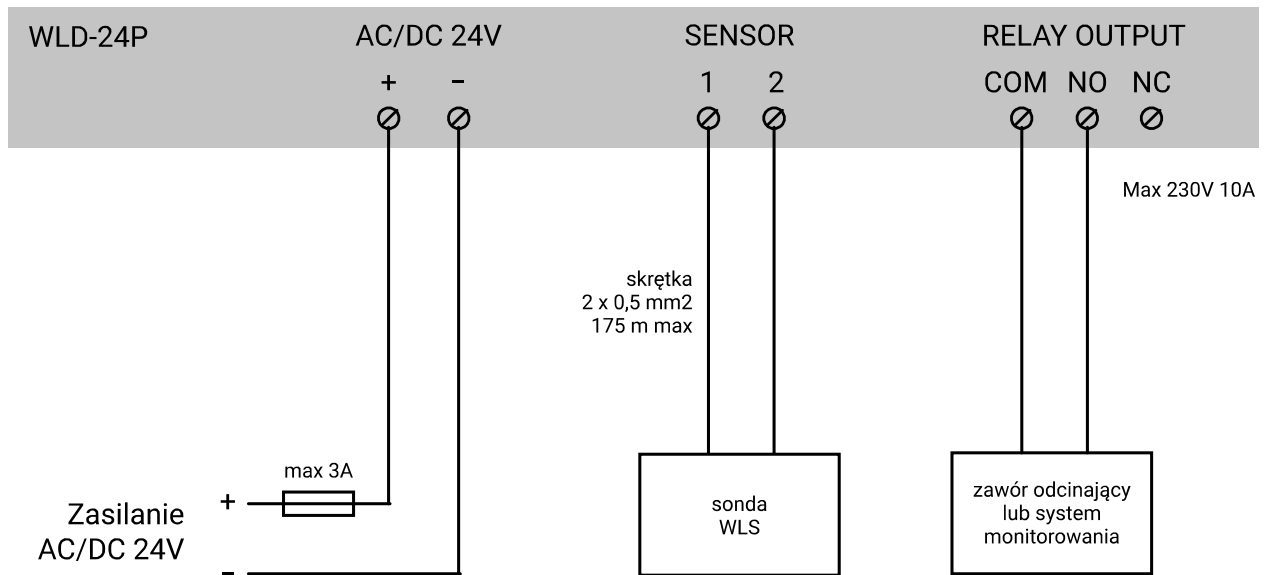 WLD-24P
AC/DC 24V
SENSOR
RELAY OUTPUT
+ −
1 2
COM NO NC
Max 230V 10A
skrętka
2 x 0,5 mm2
175 m max
max 3A
+
Zasilanie
AC/DC 24V
−
sonda
WLS
zawór odcinający
lub system
monitorowania